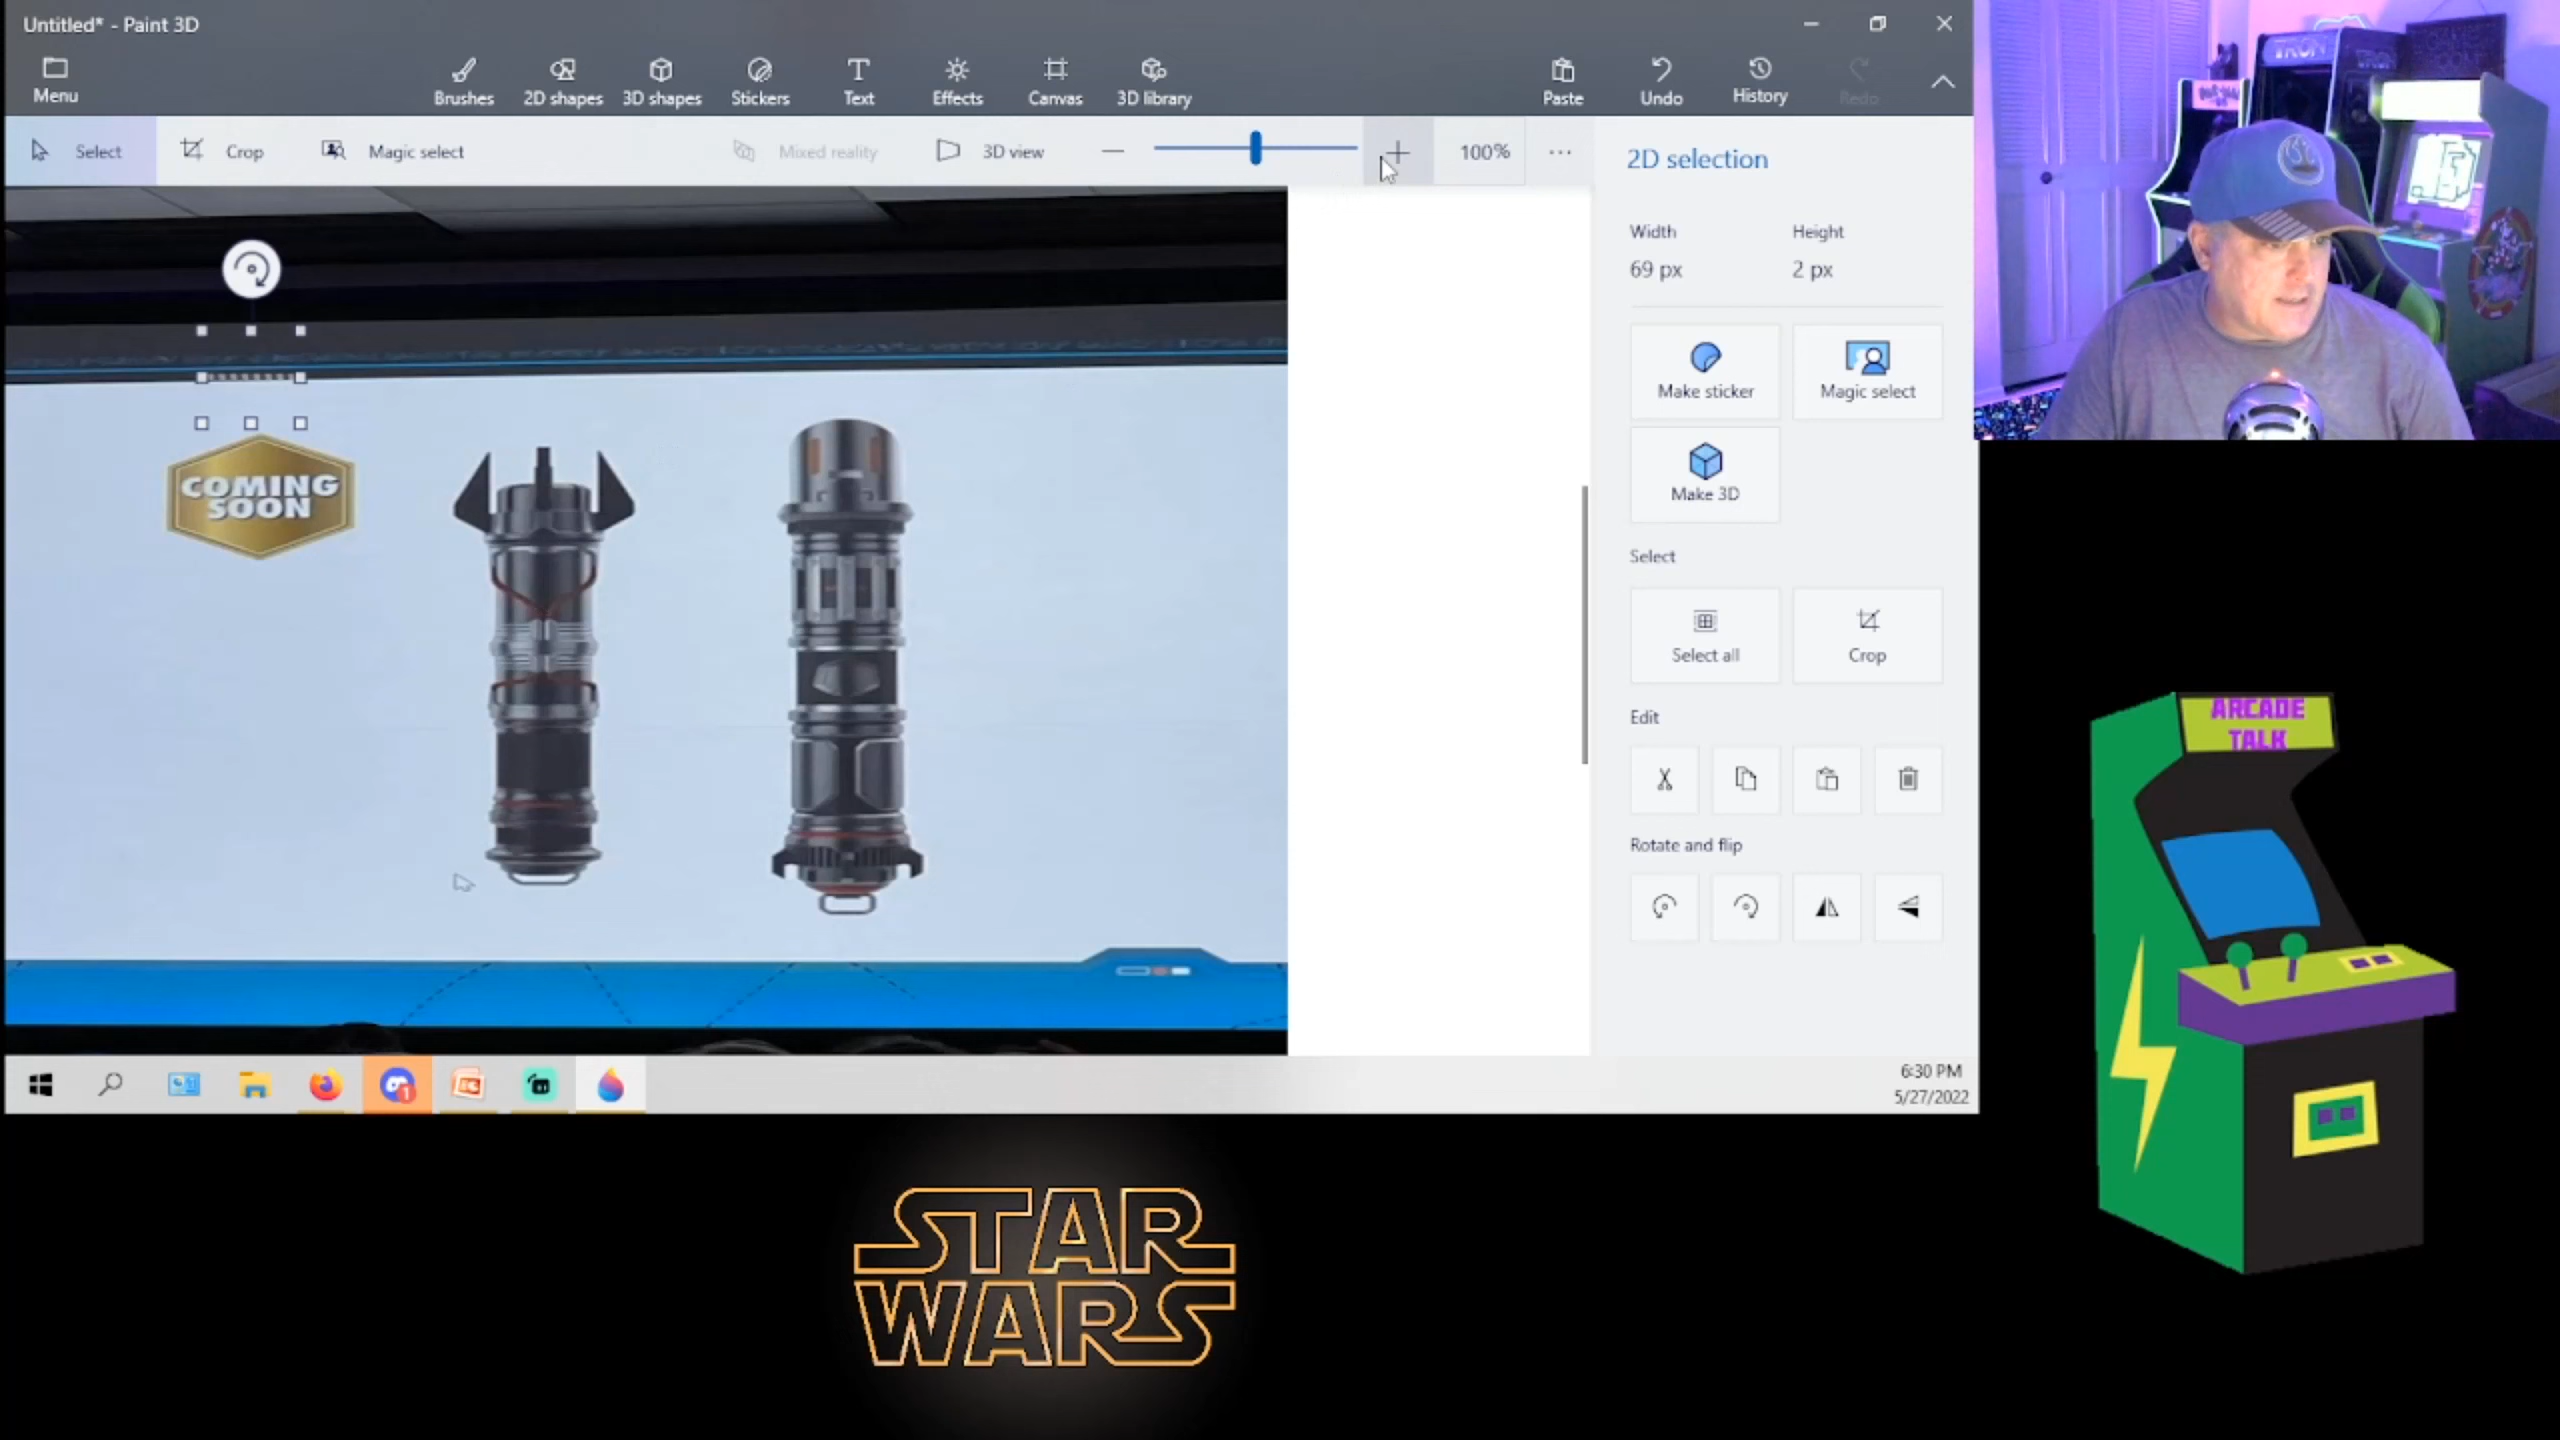 Untitled* - Paint 3D
Menu
Brushes
2D shapes
3D shapes
Stickers
Text
Effects
Canvas
3D library
Paste
Undo
History
Redo
Select
Crop
Magic select
Mixed reality
3D view
100%
2D selection
Width
Height
69 px
2 px
Make sticker
Magic select
Make 3D
Select
Select all
Crop
Edit
Rotate and flip
COMING
SOON
6:30 PM
5/27/2022
TRON
ARCADE
TALK
STAR
WARS